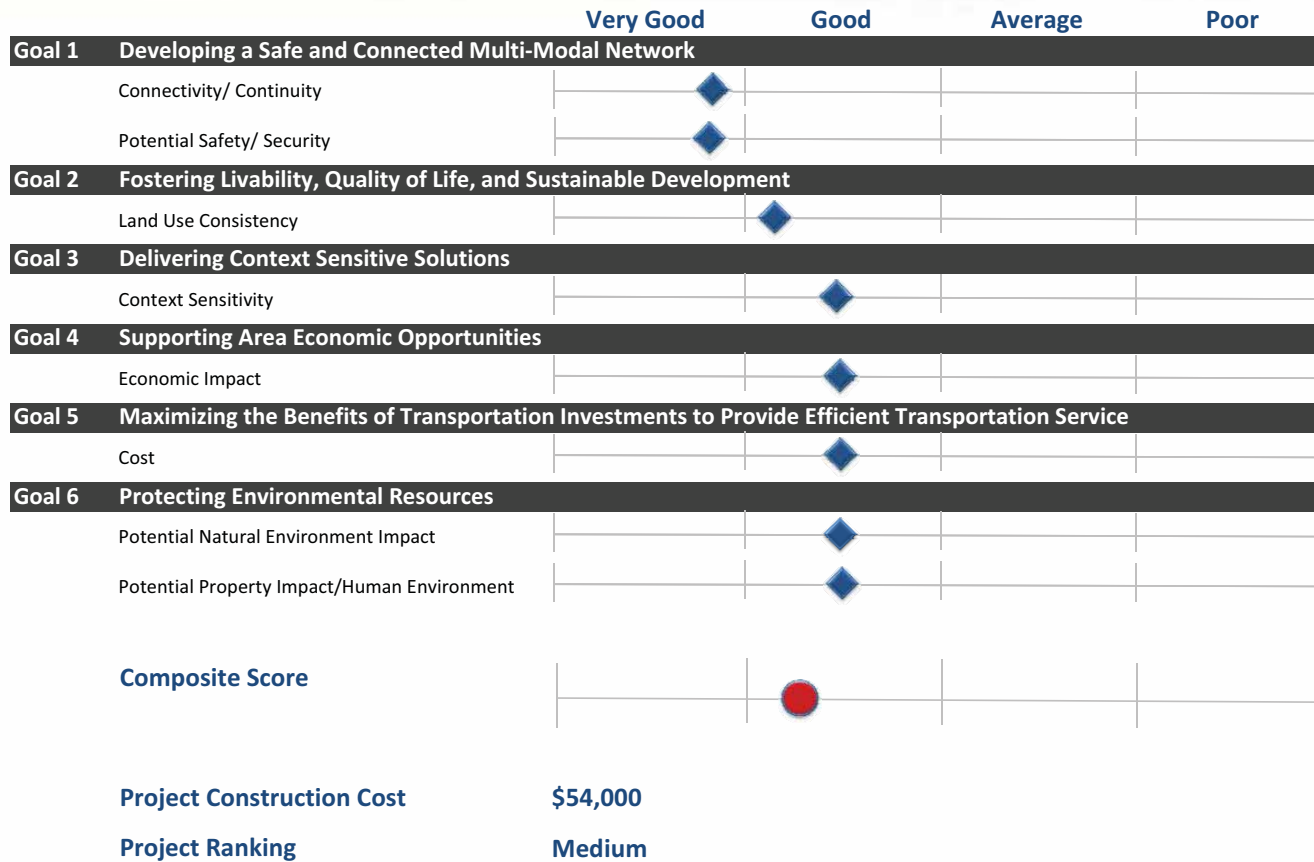 Very Good Good Average Poor
Goal 1 Developing a Safe and Connected Multi-Modal Network
Connectivity/ Continuity
Potential Safety/ Security
Goal 2 Fostering Livability, Quality of Life, and Sustainable Development
Land Use Consistency
Goal 3 Delivering Context Sensitive Solutions
Context Sensitivity
Goal 4 Supporting Area Economic Opportunities
Economic Impact
Goal 5 Maximizing the Benefits of Transportation Investments to Provide Efficient Transportation Service
Cost
Goal 6 Protecting Environmental Resources
Potential Natural Environment Impact
Potential Property Impact/Human Environment
Composite Score
Project Construction Cost $54,000
Project Ranking Medium